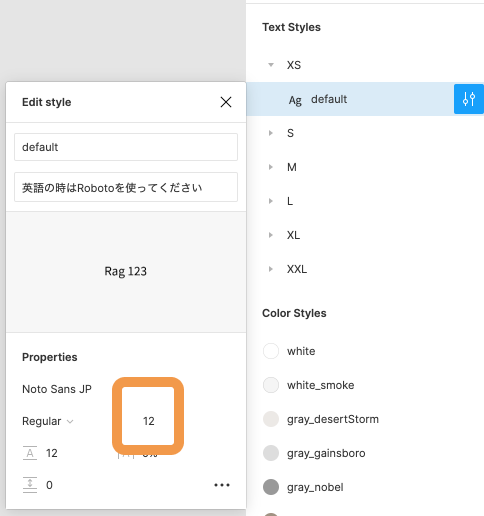 Edit style
default
英語の時はRobotoを使ってください
Rag 123
Properties
Noto Sans JP
Regular
12
A
12
0
Text Styles
XS
Ag default
S
M
L
XL
XXL
Color Styles
white
white_smoke
gray_desertStorm
gray_gainsboro
gray_nobel